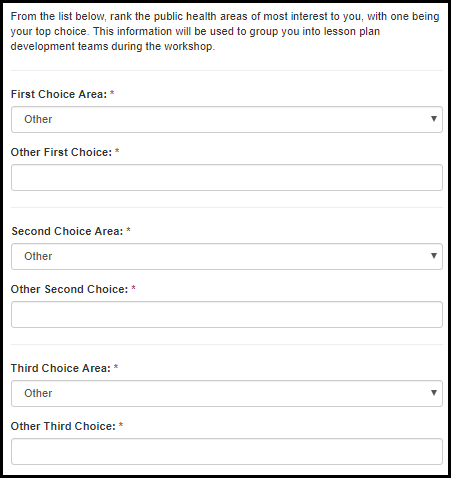 From the list below, rank the public health areas of most interest to you, with one being
your top choice. This information will be used to group you into lesson plan
development teams during the workshop.
First Choice Area: *
Other
Other First Choice: *
Second Choice Area: *
Other
Other Second Choice: *
Third Choice Area: *
Other
Other Third Choice: *